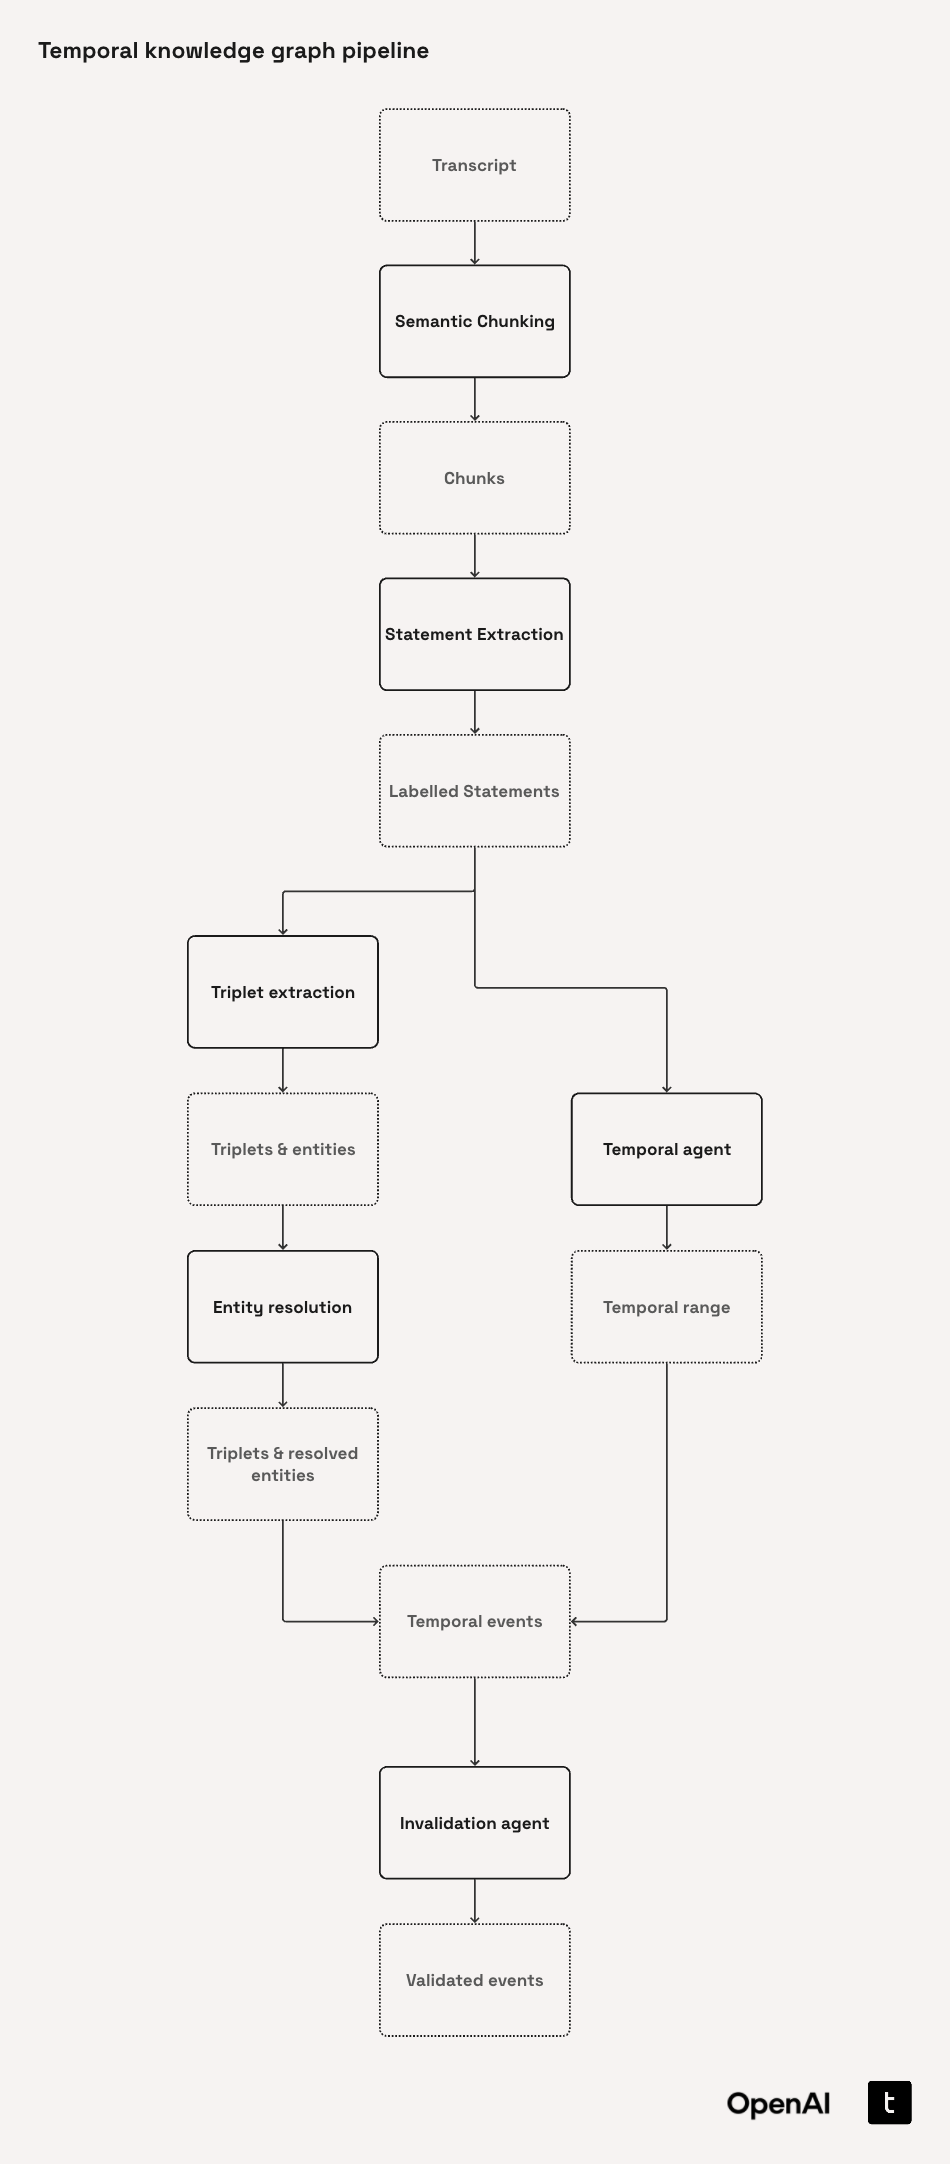 Temporal knowledge graph pipeline
Transcript
Semantic Chunking
Chunks
Statement Extraction
Labelled Statements
Triplet extraction
Triplets & entities
Temporal agent
Entity resolution
Temporal range
Triplets & resolved
entities
Temporal events
Invalidation agent
Validated events
OpenAI
t